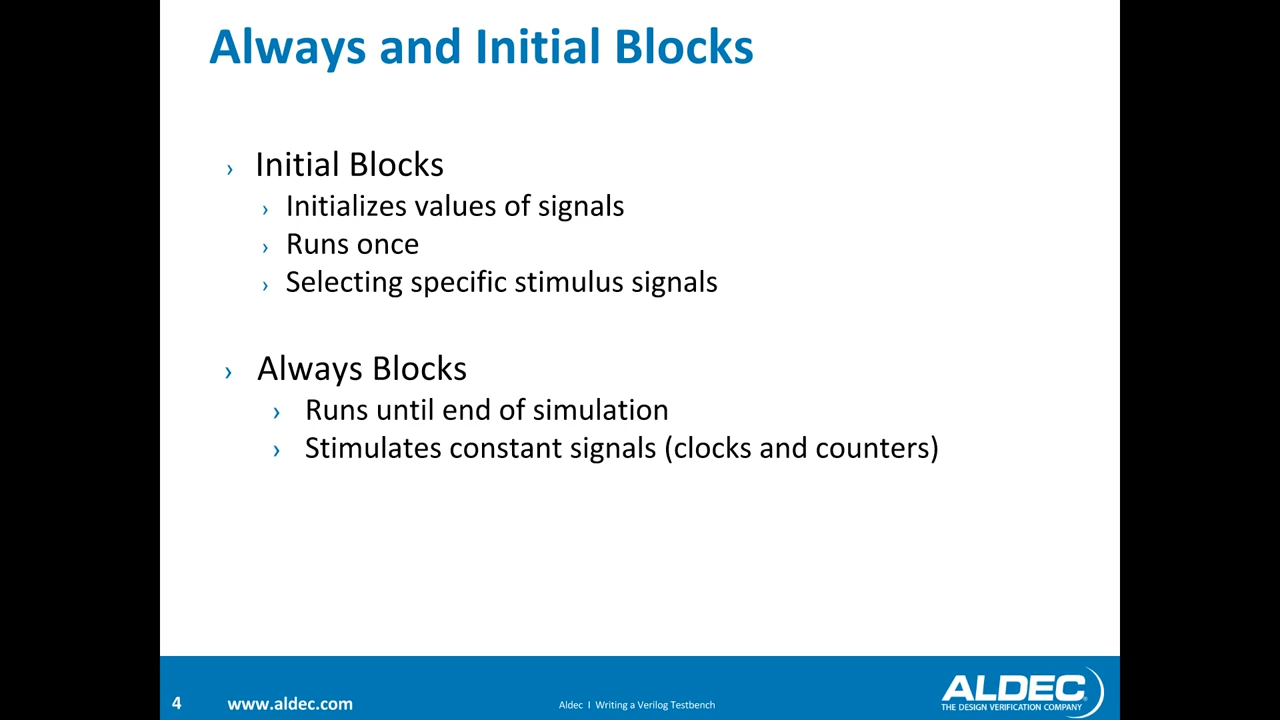 Always and Initial Blocks
› Initial Blocks
› Initializes values of signals
› Runs once
› Selecting specific stimulus signals
› Always Blocks
› Runs until end of simulation
› Stimulates constant signals (clocks and counters)
4
www.aldec.com
Aldec I Writing a Verilog Testbench
ALDEC®
THE DESIGN VERIFICATION COMPANY